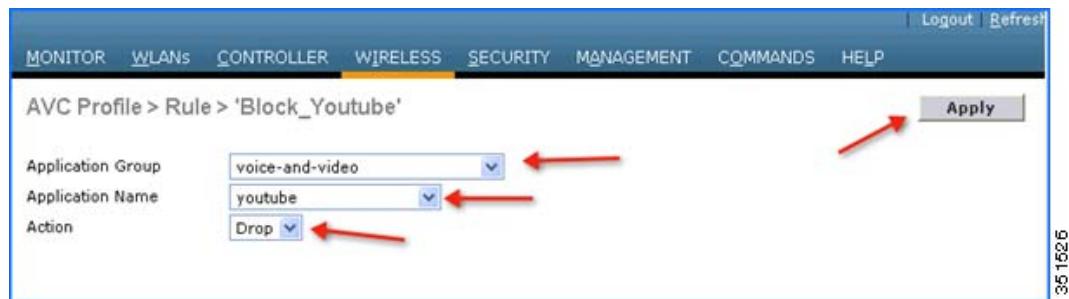 Logout Refresh
MONITOR WLANs CONTROLLER WIRELESS SECURITY MANAGEMENT COMMANDS HELP
AVC Profile > Rule > 'Block_Youtube'
Apply
Application Group voice-and-video
Application Name youtube
Action Drop
351526